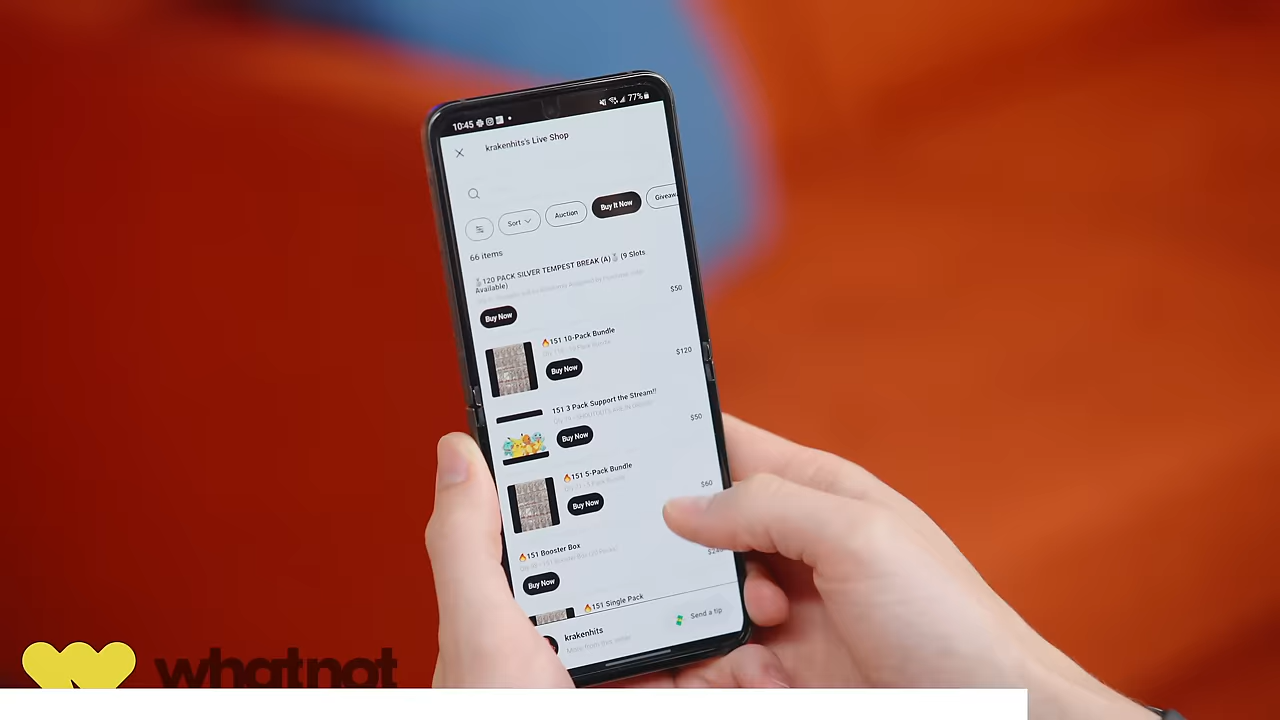 10:45
77%
krakenhits's Live Shop
Sort
Auction
Buy It Now
Giveaw
66 items
120 PACK SILVER TEMPEST BREAK (A) (9 Slots
Available)
$50
Buy Now
🔥151 10-Pack Bundle
$120
Buy Now
151 3 Pack Support the Stream!!
$50
Buy Now
🔥151 5-Pack Bundle
$60
Buy Now
🔥151 Booster Box
Buy Now
🔥151 Single Pack
krakenhits
Send a tip
whatnot